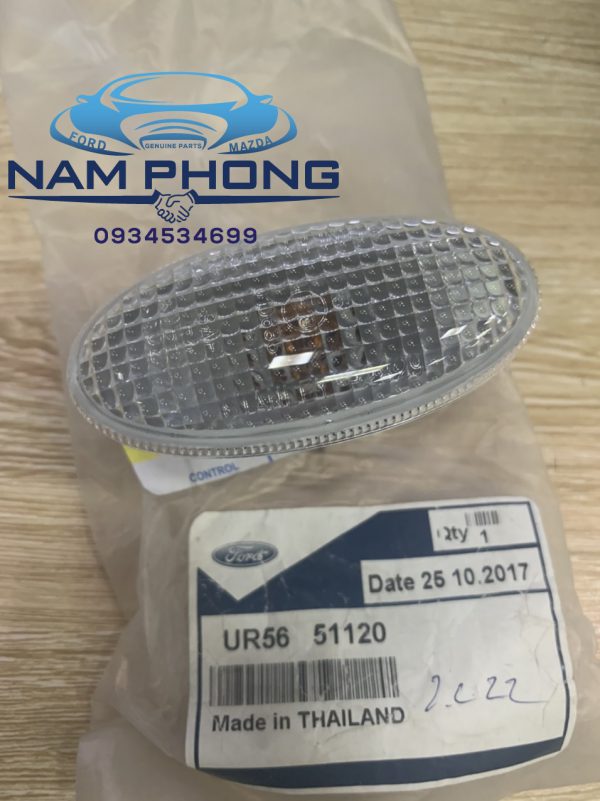 FORD
GENUINE PARTS
MAZDA
NAM PHONG
0934534699
CONTROL
Qty 1
Ford
Date 25 10.2017
UR56 51120
Made in THAILAND